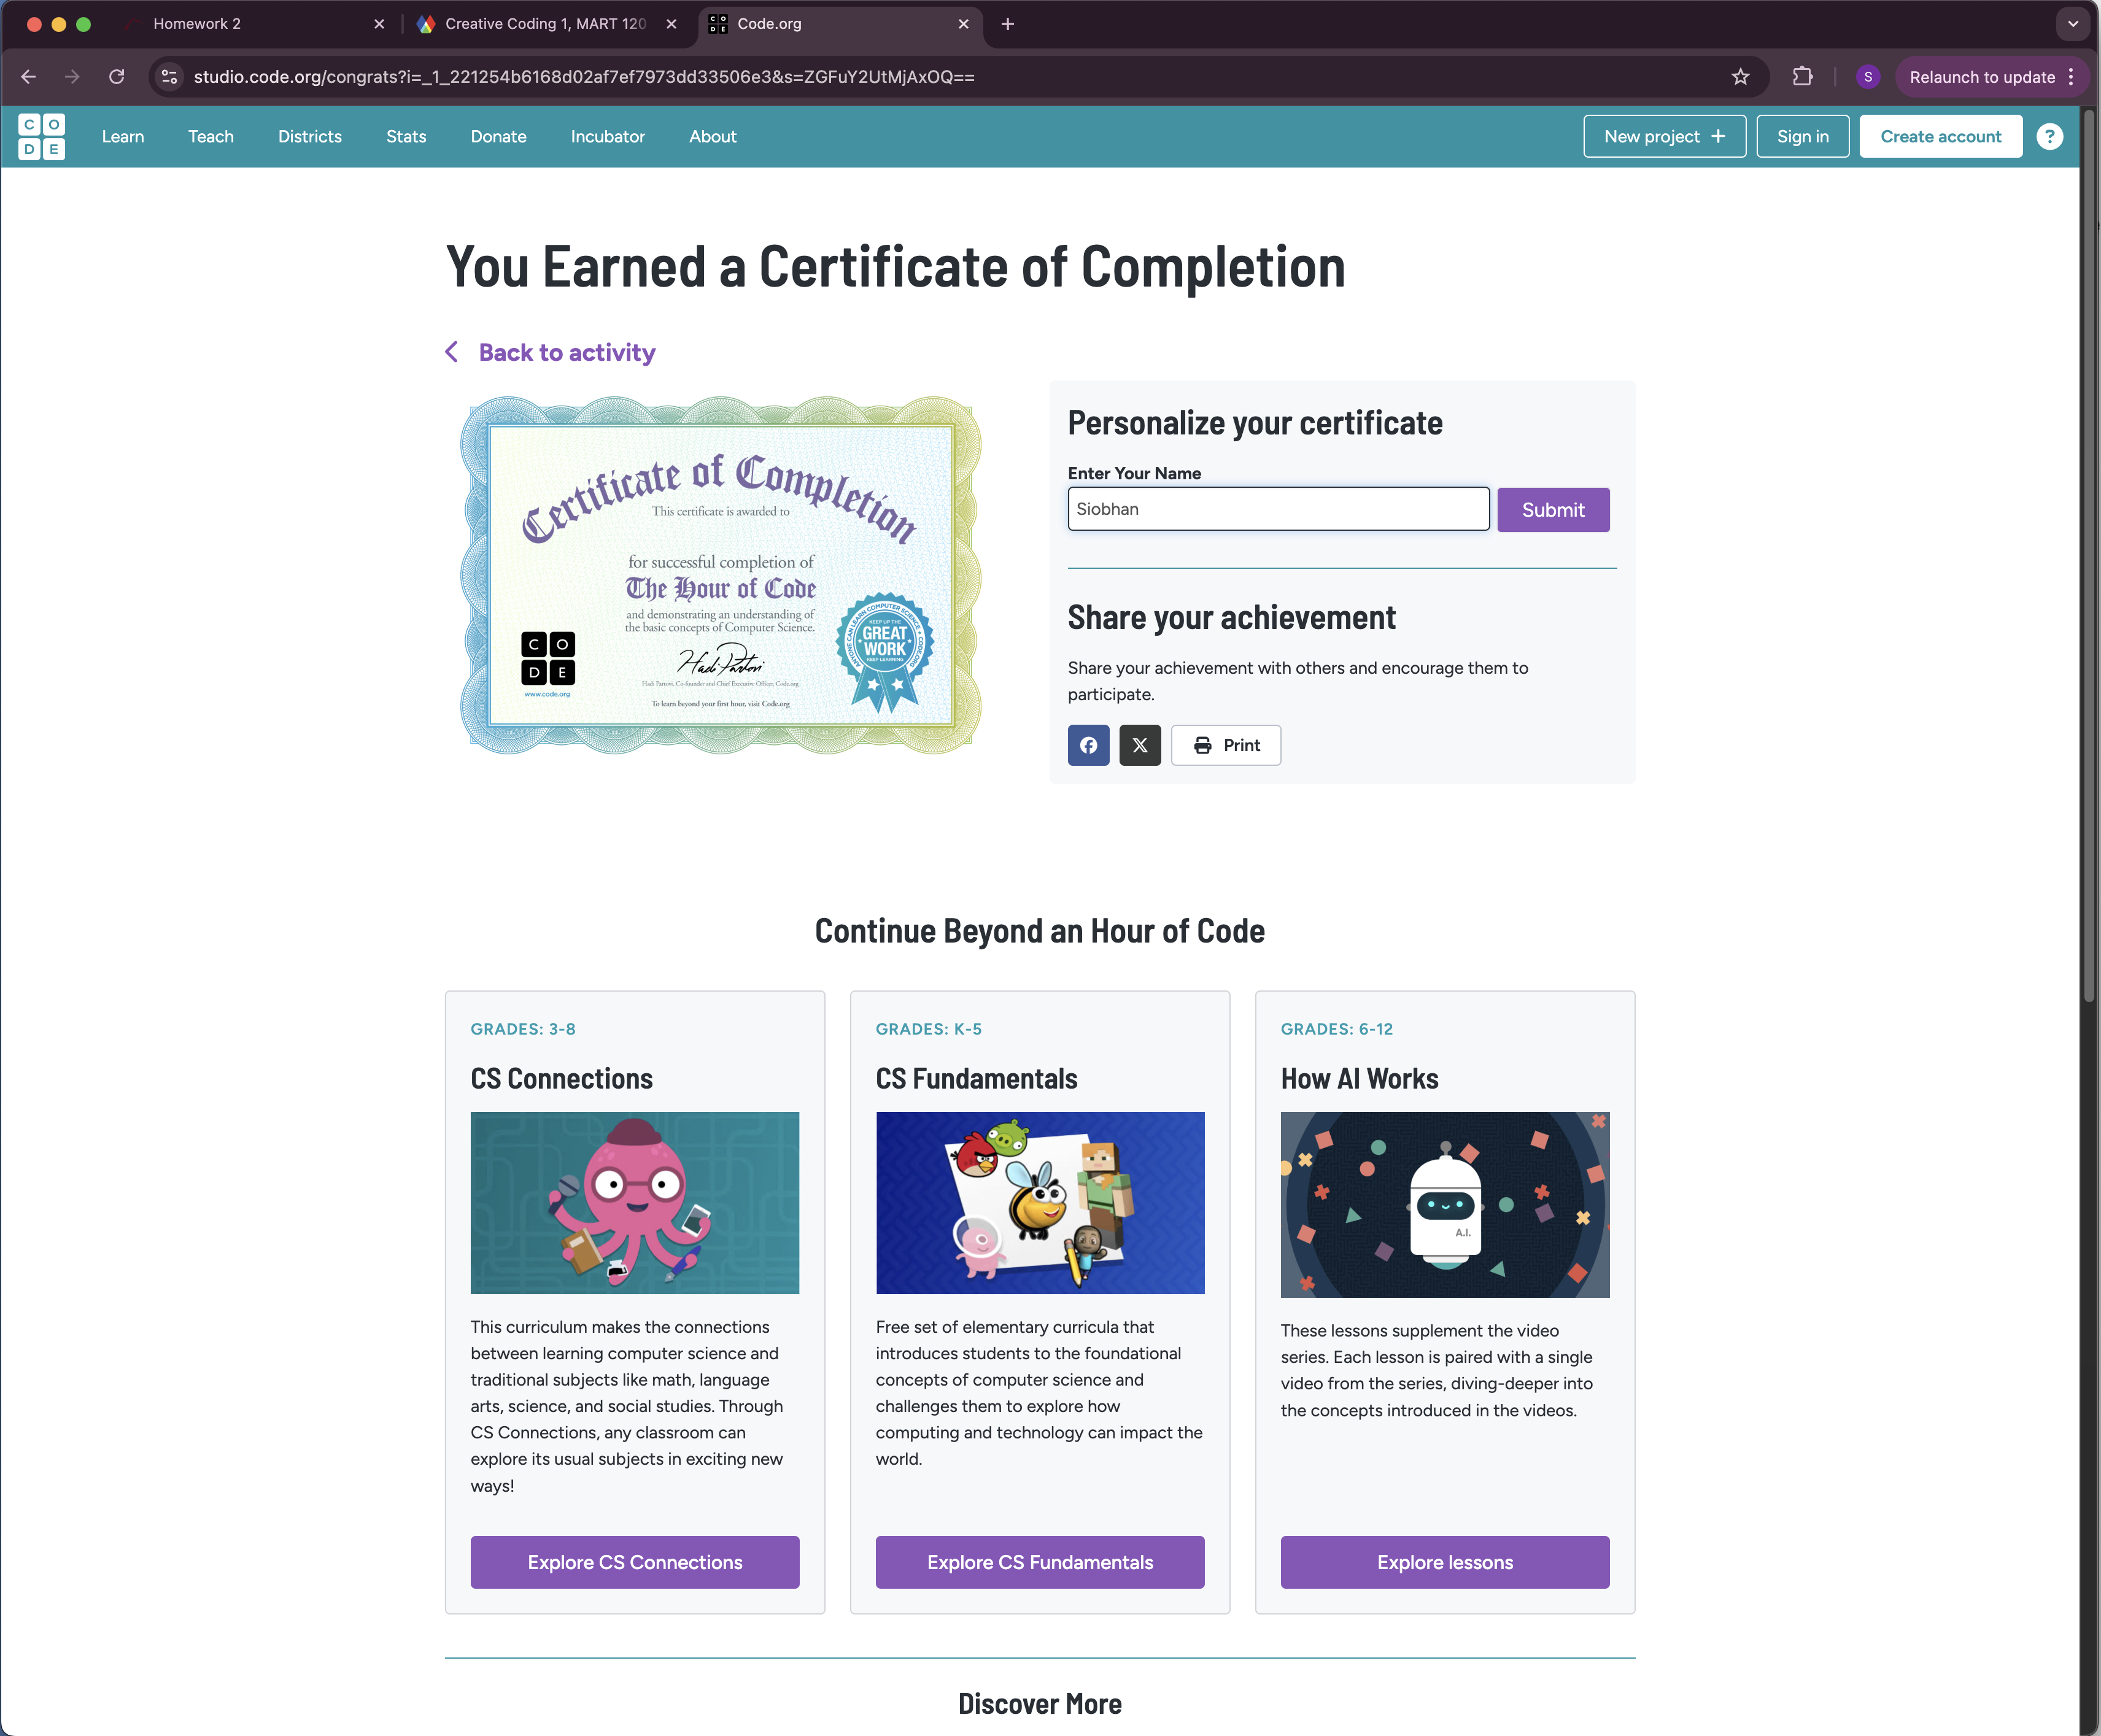 Homework 2
Creative Coding 1, MART 120
Code.org
studio.code.org/congrats?i=_1_221254b6168d02af7ef7973dd33506e3&s=ZGFuY2UtMjAxOQ==
S
Relaunch to update
CODE
Learn
Teach
Districts
Stats
Donate
Incubator
About
New project +
Sign in
Create account
?
You Earned a Certificate of Completion
Back to activity
Certificate of Completion
This certificate is awarded to
for successful completion of
The Hour of Code
and demonstrating an understanding of
the basic concepts of Computer Science.
Hadi Partovi, Co-founder and Chief Executive Officer, Code.org
To learn beyond your first hour, visit Code.org
CODE
www.code.org
ANYONE CAN LEARN COMPUTER SCIENCE
KEEP UP THE
GREAT
WORK
KEEP LEARNING
CODE.ORG
Personalize your certificate
Enter Your Name
Siobhan
Submit
Share your achievement
Share your achievement with others and encourage them to
participate.
Print
Continue Beyond an Hour of Code
GRADES: 3-8
CS Connections
This curriculum makes the connections
between learning computer science and
traditional subjects like math, language
arts, science, and social studies. Through
CS Connections, any classroom can
explore its usual subjects in exciting new
ways!
Explore CS Connections
GRADES: K-5
CS Fundamentals
Free set of elementary curricula that
introduces students to the foundational
concepts of computer science and
challenges them to explore how
computing and technology can impact the
world.
Explore CS Fundamentals
GRADES: 6-12
How AI Works
A.I.
These lessons supplement the video
series. Each lesson is paired with a single
video from the series, diving-deeper into
the concepts introduced in the videos.
Explore lessons
Discover More